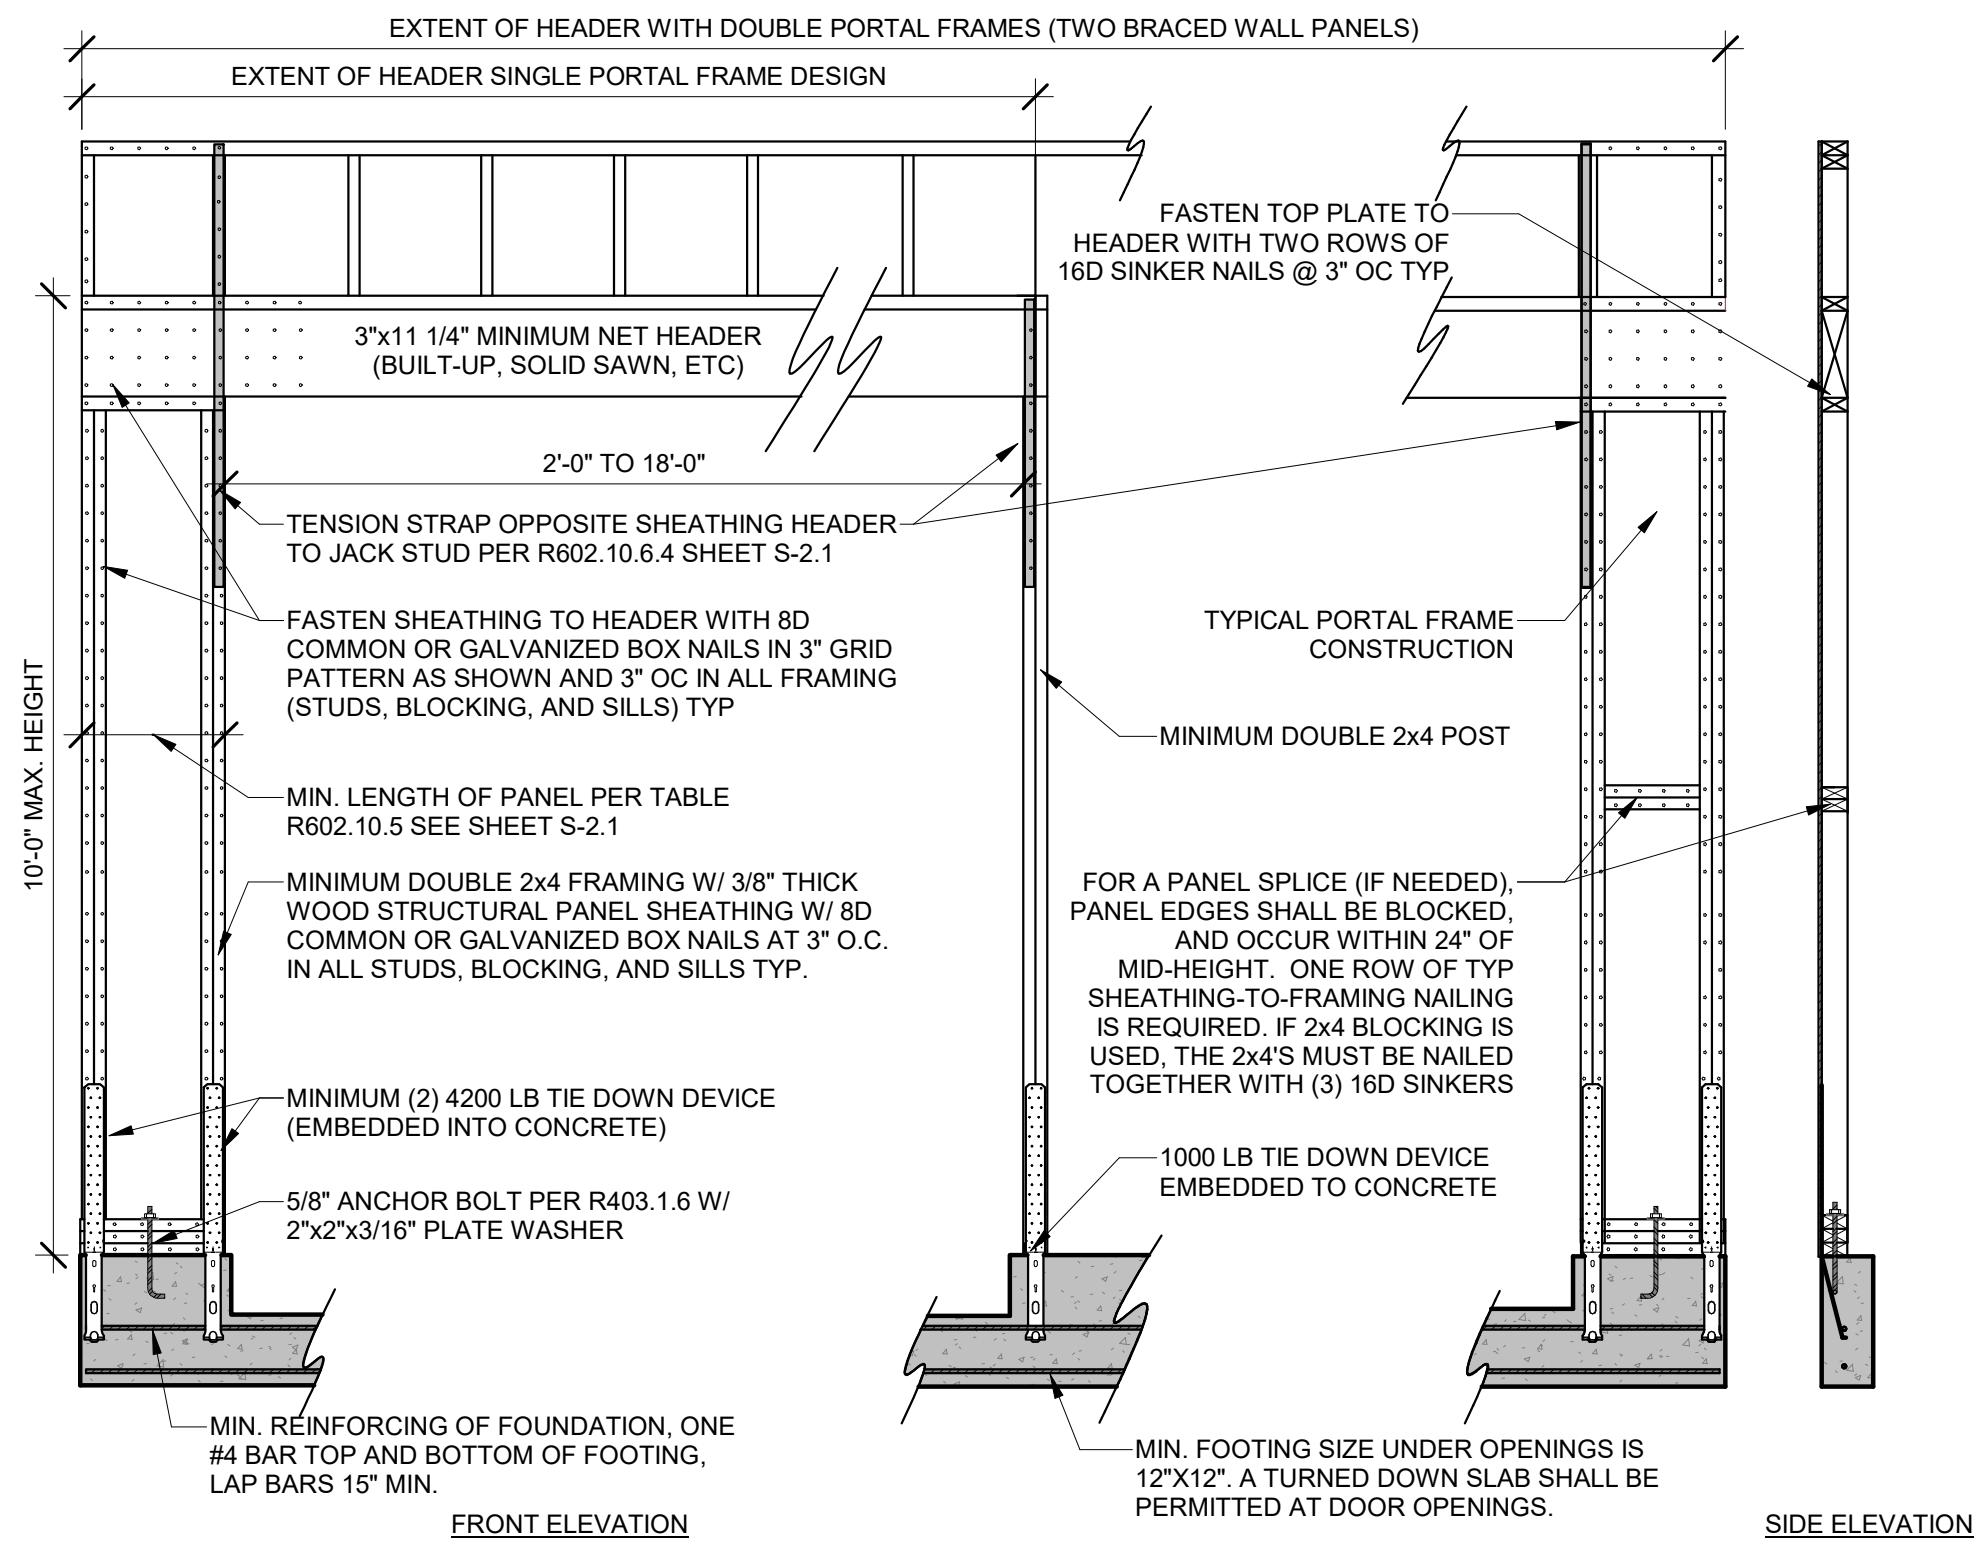 EXTENT OF HEADER WITH DOUBLE PORTAL FRAMES (TWO BRACED WALL PANELS)
EXTENT OF HEADER SINGLE PORTAL FRAME DESIGN
FASTEN TOP PLATE TO
HEADER WITH TWO ROWS OF
16D SINKER NAILS @ 3" OC TYP
3"x11 1/4" MINIMUM NET HEADER
(BUILT-UP, SOLID SAWN, ETC)
2'-0" TO 18'-0"
TENSION STRAP OPPOSITE SHEATHING HEADER
TO JACK STUD PER R602.10.6.4 SHEET S-2.1
FASTEN SHEATHING TO HEADER WITH 8D
COMMON OR GALVANIZED BOX NAILS IN 3" GRID
PATTERN AS SHOWN AND 3" OC IN ALL FRAMING
(STUDS, BLOCKING, AND SILLS) TYP
TYPICAL PORTAL FRAME
CONSTRUCTION
10'-0" MAX. HEIGHT
MINIMUM DOUBLE 2x4 POST
MIN. LENGTH OF PANEL PER TABLE
R602.10.5 SEE SHEET S-2.1
MINIMUM DOUBLE 2x4 FRAMING W/ 3/8" THICK
WOOD STRUCTURAL PANEL SHEATHING W/ 8D
COMMON OR GALVANIZED BOX NAILS AT 3" O.C.
IN ALL STUDS, BLOCKING, AND SILLS TYP.
FOR A PANEL SPLICE (IF NEEDED),
PANEL EDGES SHALL BE BLOCKED,
AND OCCUR WITHIN 24" OF
MID-HEIGHT. ONE ROW OF TYP
SHEATHING-TO-FRAMING NAILING
IS REQUIRED. IF 2x4 BLOCKING IS
USED, THE 2x4'S MUST BE NAILED
TOGETHER WITH (3) 16D SINKERS
MINIMUM (2) 4200 LB TIE DOWN DEVICE
(EMBEDDED INTO CONCRETE)
1000 LB TIE DOWN DEVICE
EMBEDDED TO CONCRETE
5/8" ANCHOR BOLT PER R403.1.6 W/
2"x2"x3/16" PLATE WASHER
MIN. REINFORCING OF FOUNDATION, ONE
#4 BAR TOP AND BOTTOM OF FOOTING,
LAP BARS 15" MIN.
MIN. FOOTING SIZE UNDER OPENINGS IS
12"X12". A TURNED DOWN SLAB SHALL BE
PERMITTED AT DOOR OPENINGS.
FRONT ELEVATION
SIDE ELEVATION